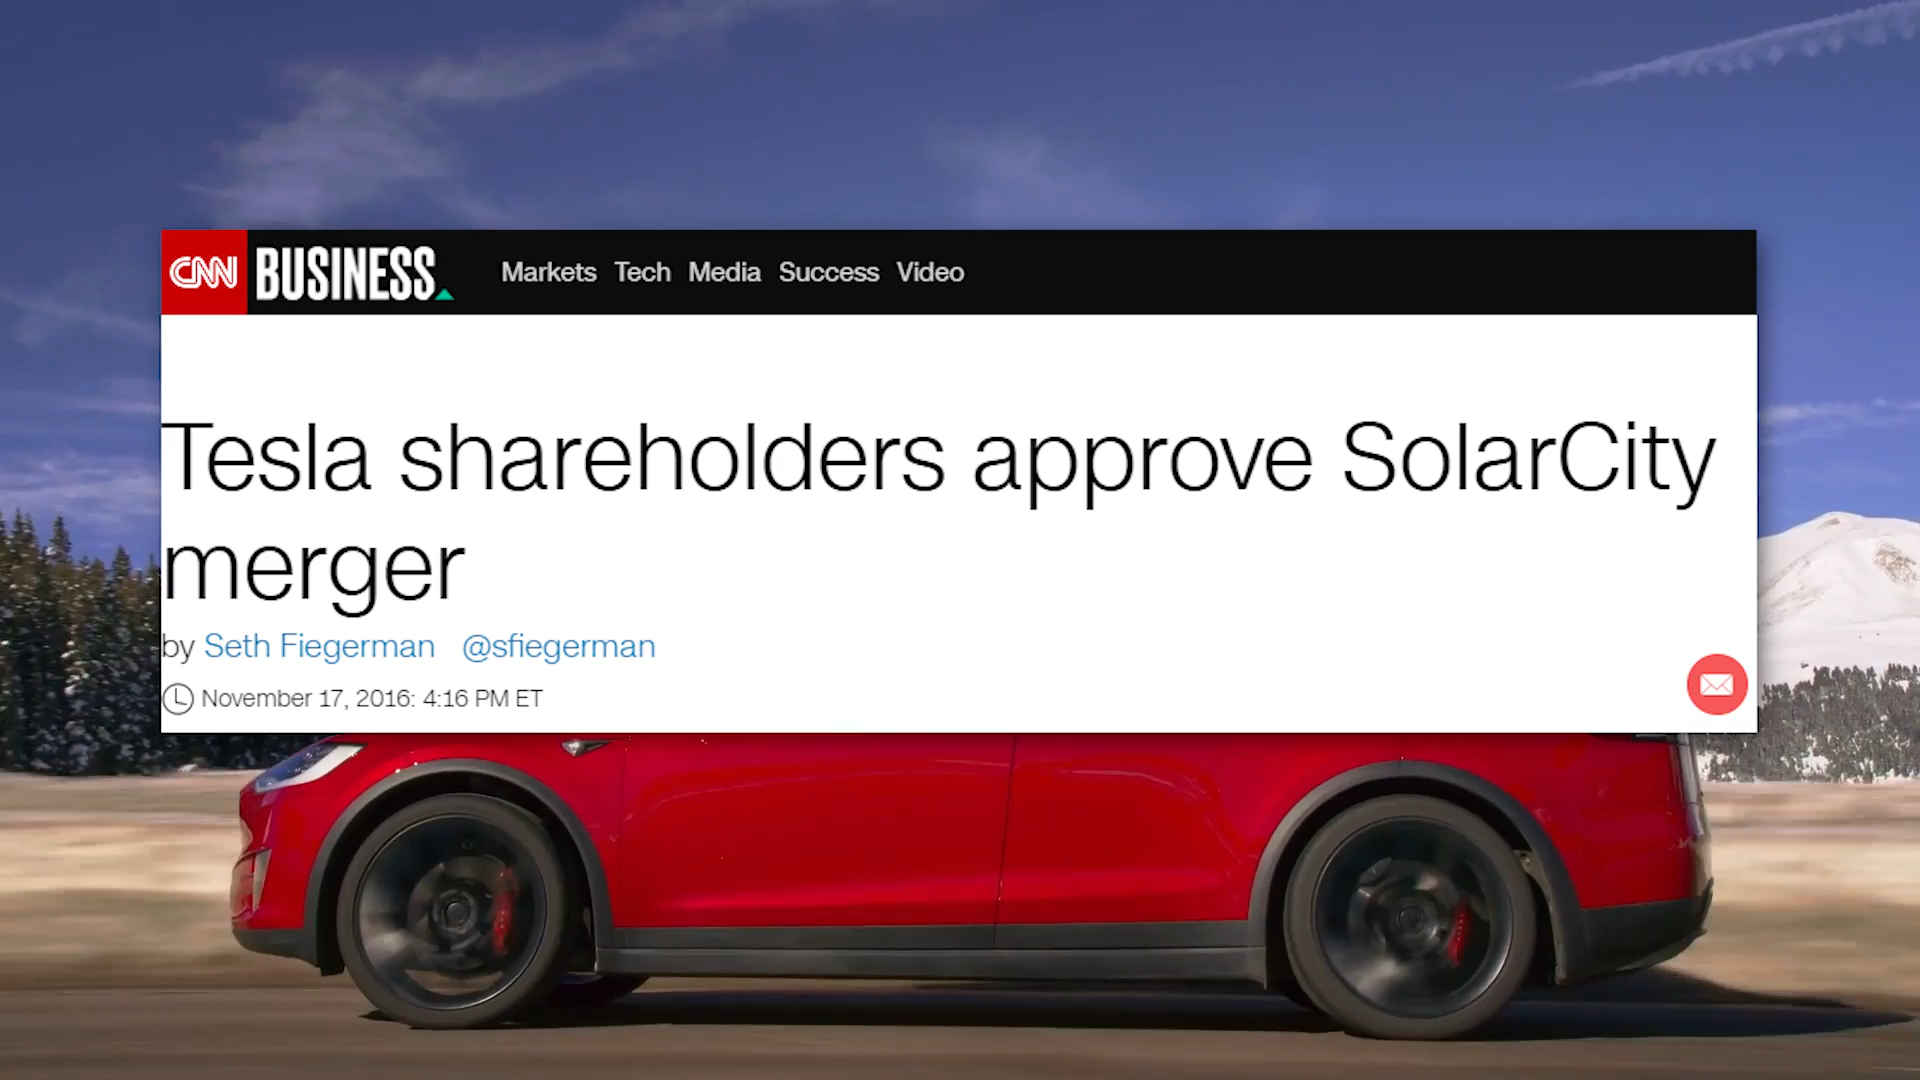 CNN BUSINESS Markets Tech Media Success Video
Tesla shareholders approve SolarCity
merger
by Seth Fiegerman @sfiegerman
November 17, 2016: 4:16 PM ET